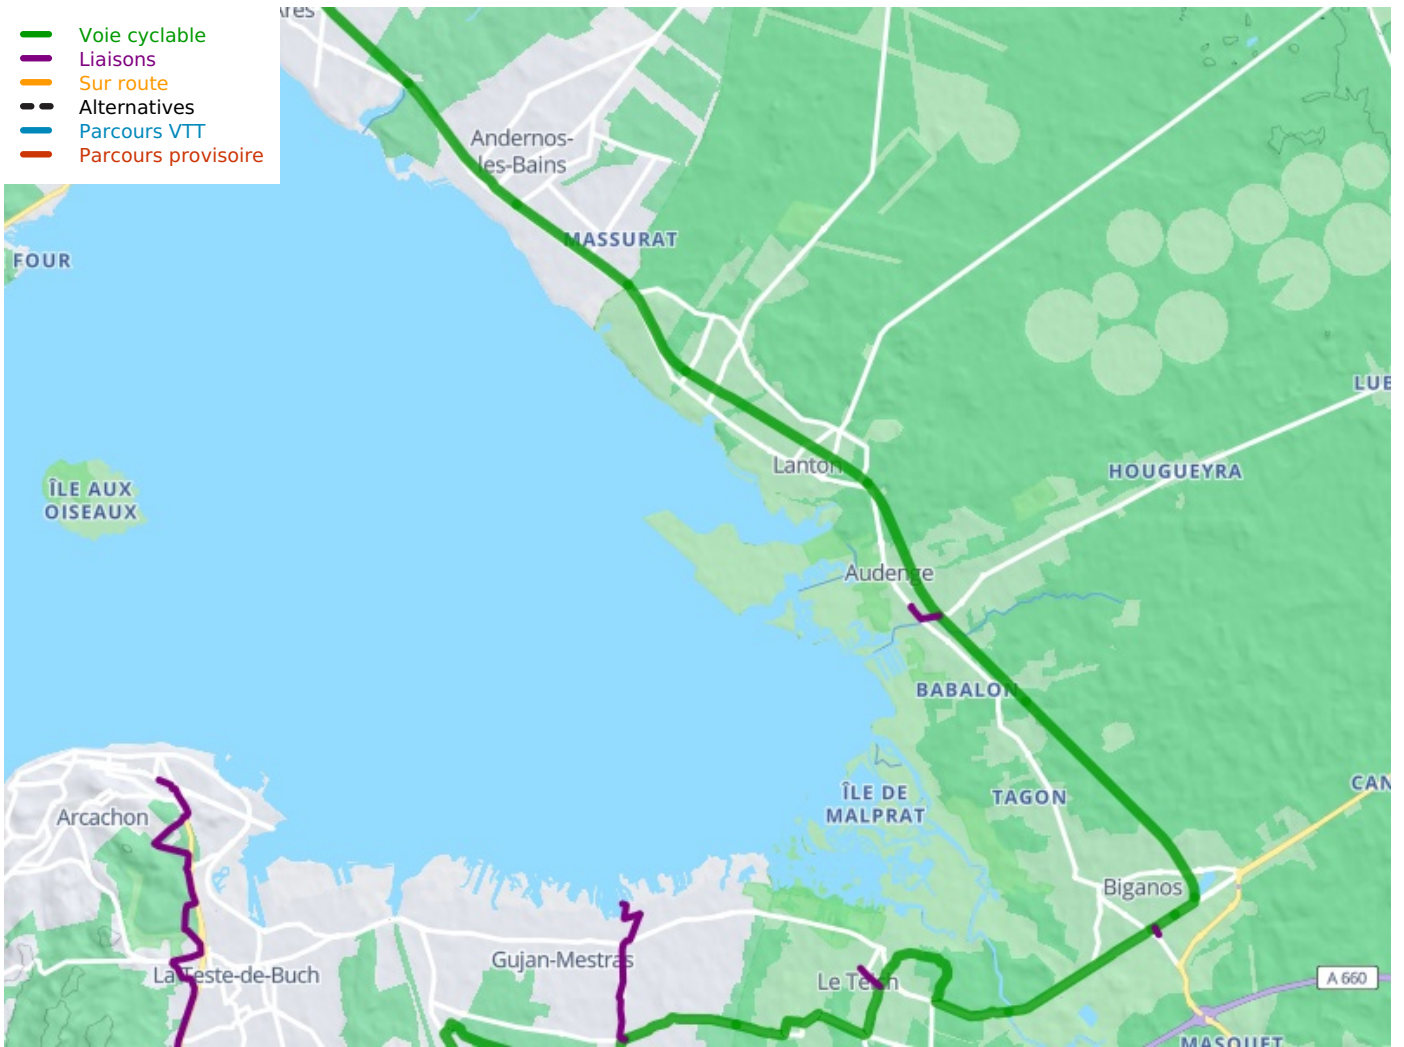 Voie cyclable
Liaisons
Sur route
Alternatives
Parcours VTT
Parcours provisoire
Andernos-
les-Bains
MASSURAT
FOUR
LUB
ÎLE AUX
OISEAUX
Lanton
HOUGUEYRA
Audenge
BABALON
ÎLE DE
MALPRAT
TAGON
CAN
Arcachon
Biganos
Gujan-Mestras
La Teste-de-Buch
Le Teich
A 660
MASQUET